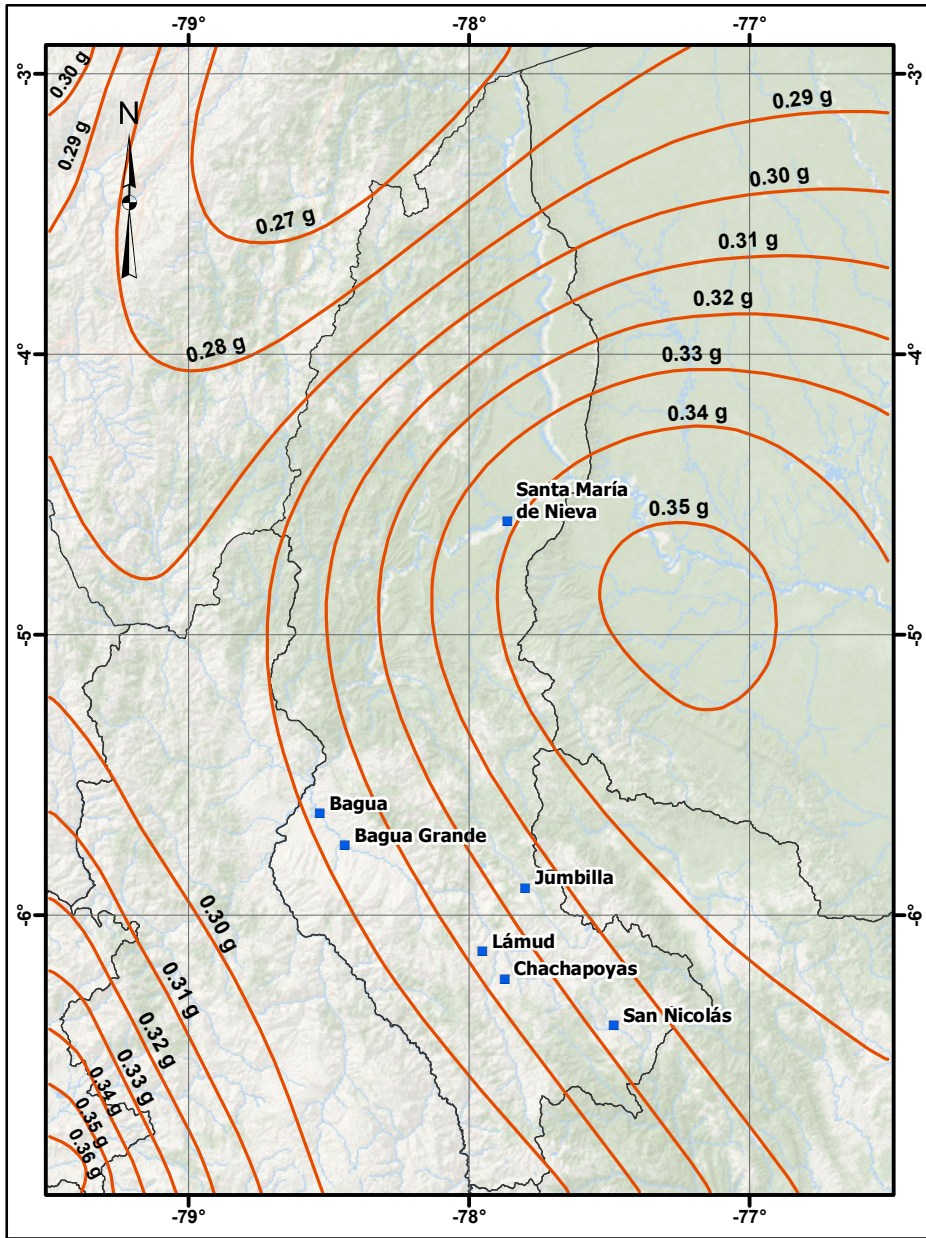 -79°
-78°
-77°
-3°
-3°
0.30 g
N
0.29 g
0.29 g
0.30 g
0.27 g
0.31 g
0.32 g
0.28 g
0.33 g
-4°
-4°
0.34 g
Santa María
de Nieva
0.35 g
-5°
-5°
Bagua
Bagua Grande
Jumbilla
-6°
-6°
0.30 g
Lámud
Chachapoyas
0.31 g
San Nicolás
0.32 g
0.33 g
0.34 g
0.35 g
0.36 g
-79°
-78°
-77°